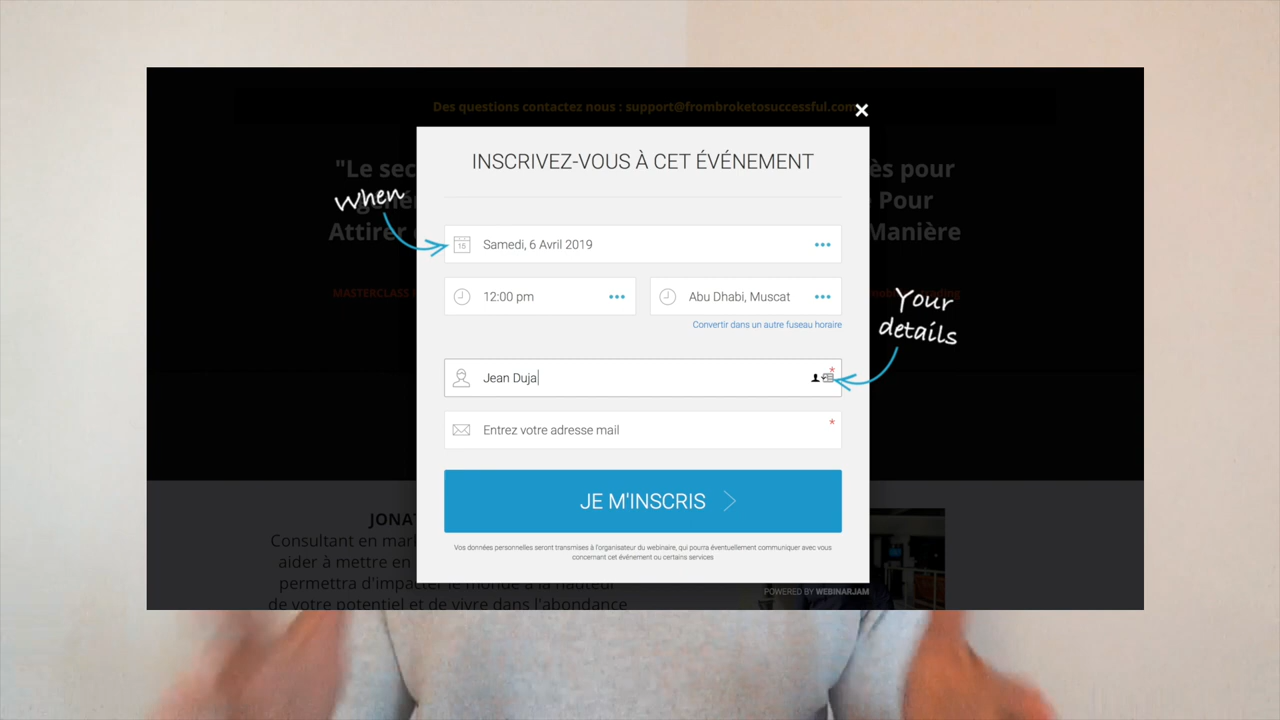 Des questions contactez nous : support@frombroketosuccessful.com
INSCRIVEZ-VOUS À CET ÉVÉNEMENT
"Le sec ès pour
géné Pour
Attire Manière
When
15
Samedi, 6 Avril 2019
12:00 pm
Abu Dhabi, Muscat
MASTERCLASS
Convertir dans un autre fuseau horaire
Your
details
Jean Duja
*
Entrez votre adresse mail
*
JE M'INSCRIS
JONA
Consultant en mark
aider à mettre en
permettra d'impacter le monde à la hauteur
de votre potentiel et de vivre dans l'abondance
Vos données personnelles seront transmises à l'organisateur du webinaire, qui pourra éventuellement communiquer avec vous
concernant cet événement ou certains services
POWERED BY WEBINARJAM